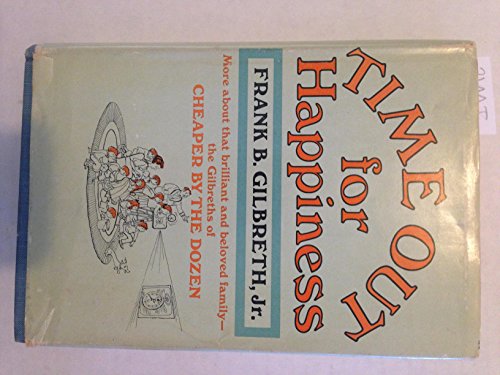 TIME OUT
for
Happiness
FRANK B. GILBRETH, Jr.
More about that brilliant and beloved family—
the Gilbreths of
CHEAPER BY THE DOZEN